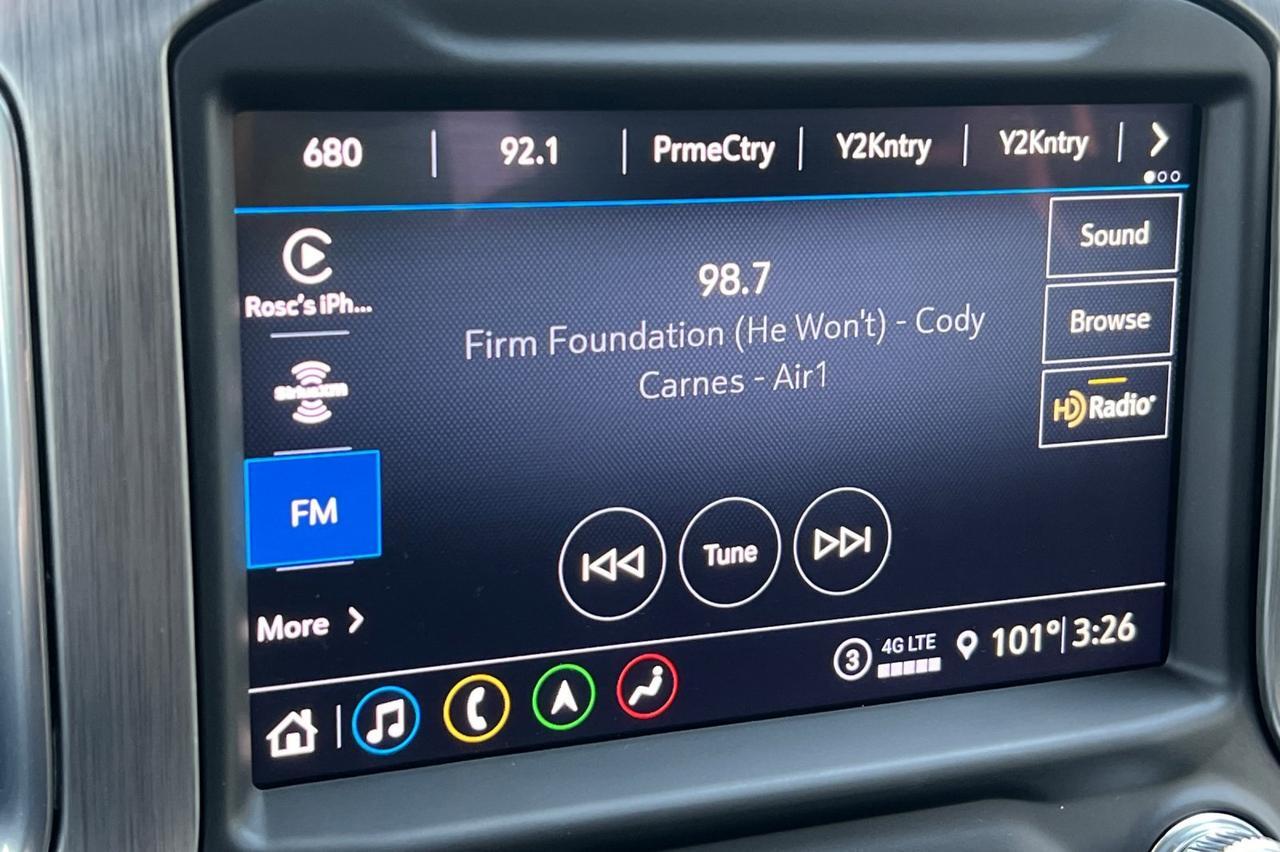 680 92.1 PrmeCtry Y2Kntry Y2Kntry
Rosc's iPh...
SiriusXM
FM
More
98.7
Firm Foundation (He Won't) - Cody
Carnes - Air1
Tune
Sound
Browse
HD Radio
3 4G LTE 101° 3:26